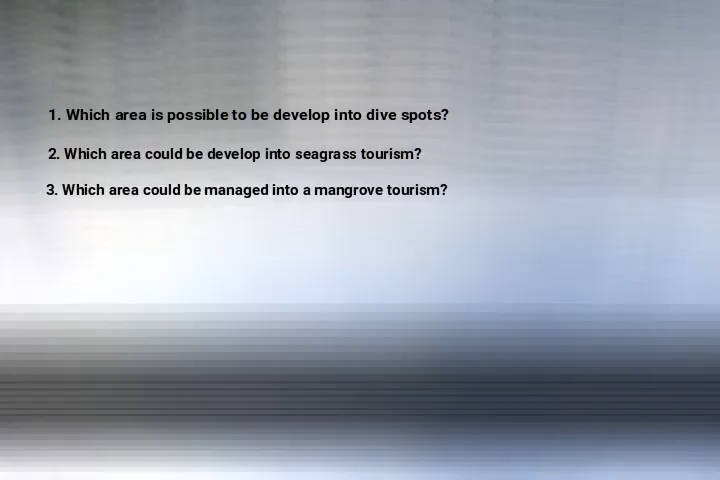 1. Which area is possible to be develop into dive spots?
2. Which area could be develop into seagrass tourism?
3. Which area could be managed into a mangrove tourism?